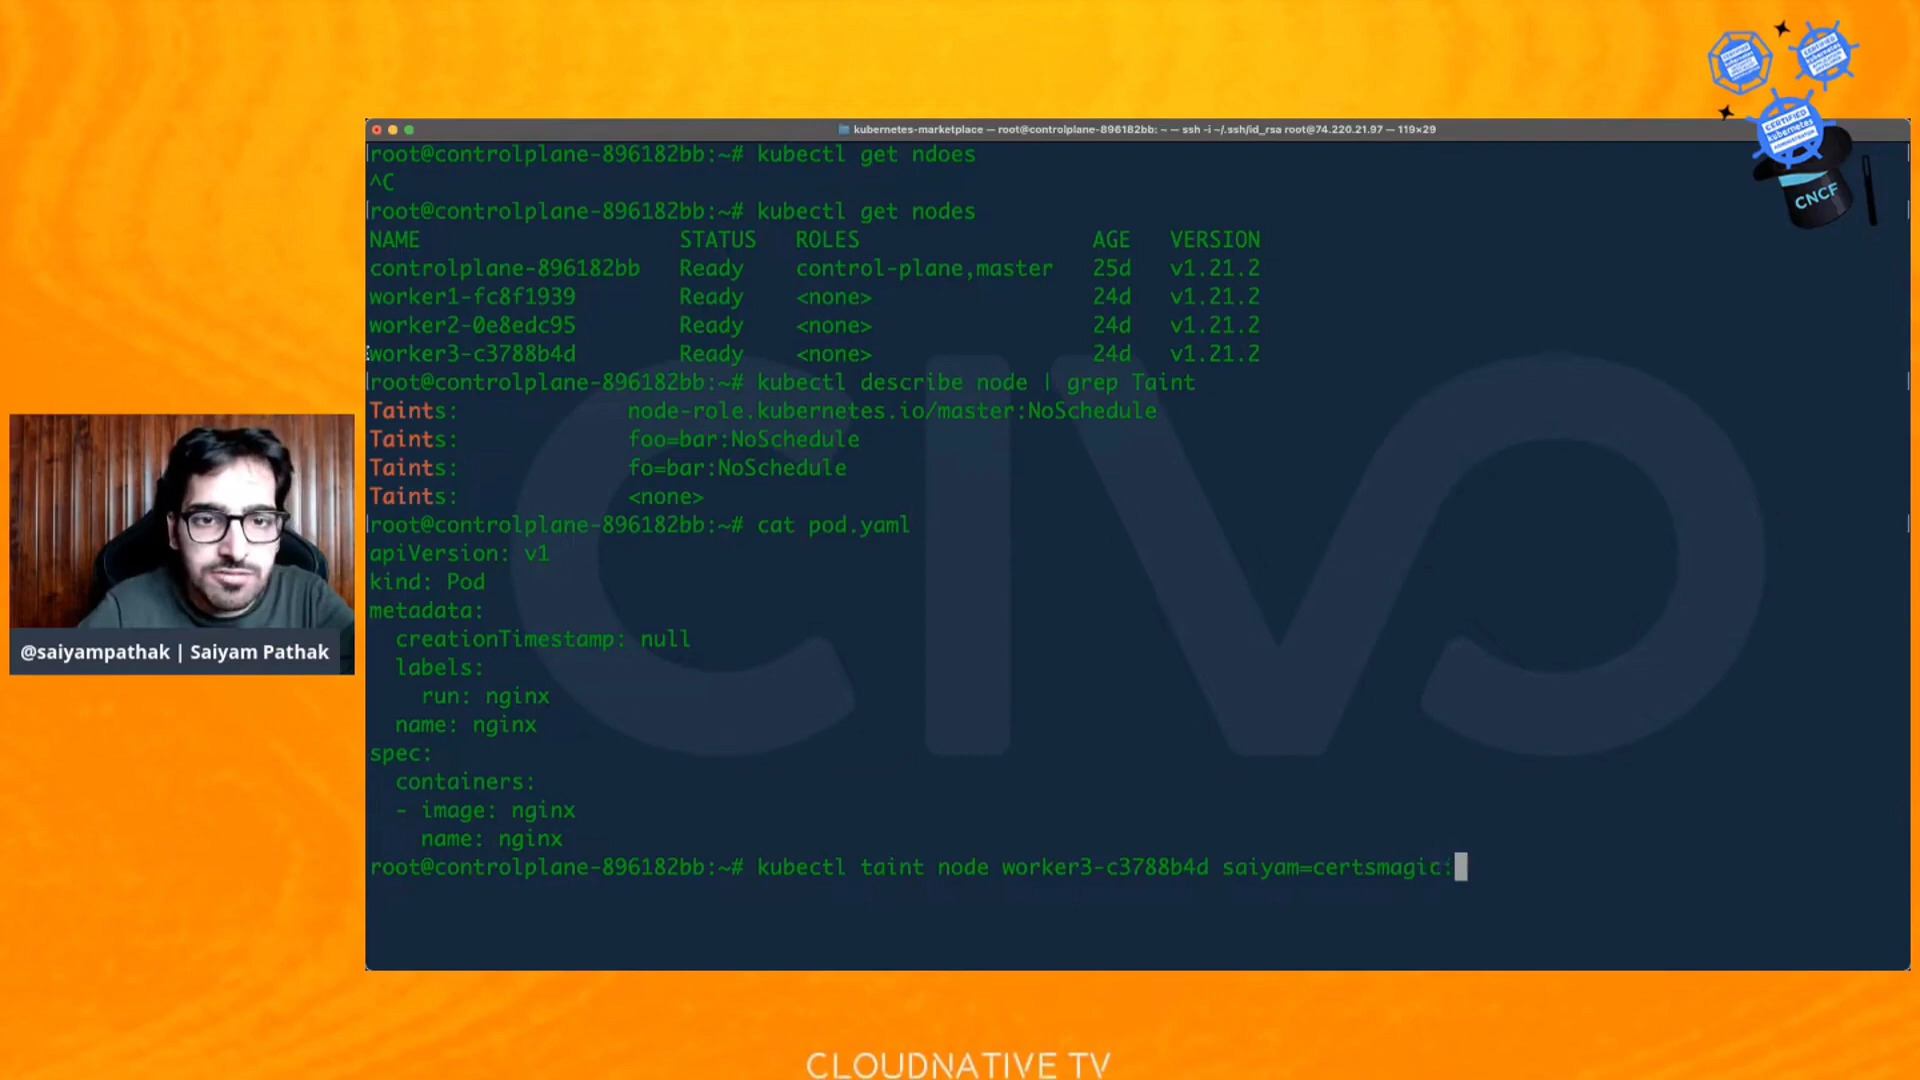 kubernetes-marketplace — root@controlplane-896182bb: ~ — ssh -i ~/.ssh/id_rsa root@74.220.21.97 — 119×29
root@controlplane-896182bb:~# kubectl get ndoes
^C
root@controlplane-896182bb:~# kubectl get nodes
NAME STATUS ROLES AGE VERSION
controlplane-896182bb Ready control-plane,master 25d v1.21.2
worker1-fc8f1939 Ready <none> 24d v1.21.2
worker2-0e8edc95 Ready <none> 24d v1.21.2
worker3-c3788b4d Ready <none> 24d v1.21.2
root@controlplane-896182bb:~# kubectl describe node | grep Taint
Taints: node-role.kubernetes.io/master:NoSchedule
Taints: foo=bar:NoSchedule
Taints: fo=bar:NoSchedule
Taints: <none>
root@controlplane-896182bb:~# cat pod.yaml
apiVersion: v1
kind: Pod
metadata:
  creationTimestamp: null
  labels:
    run: nginx
  name: nginx
spec:
  containers:
  - image: nginx
    name: nginx
root@controlplane-896182bb:~# kubectl taint node worker3-c3788b4d saiyam=certsmagic:
CIVO
CERTIFIED
kubernetes
CNCF
@saiyampathak | Saiyam Pathak
CLOUDNATIVE TV